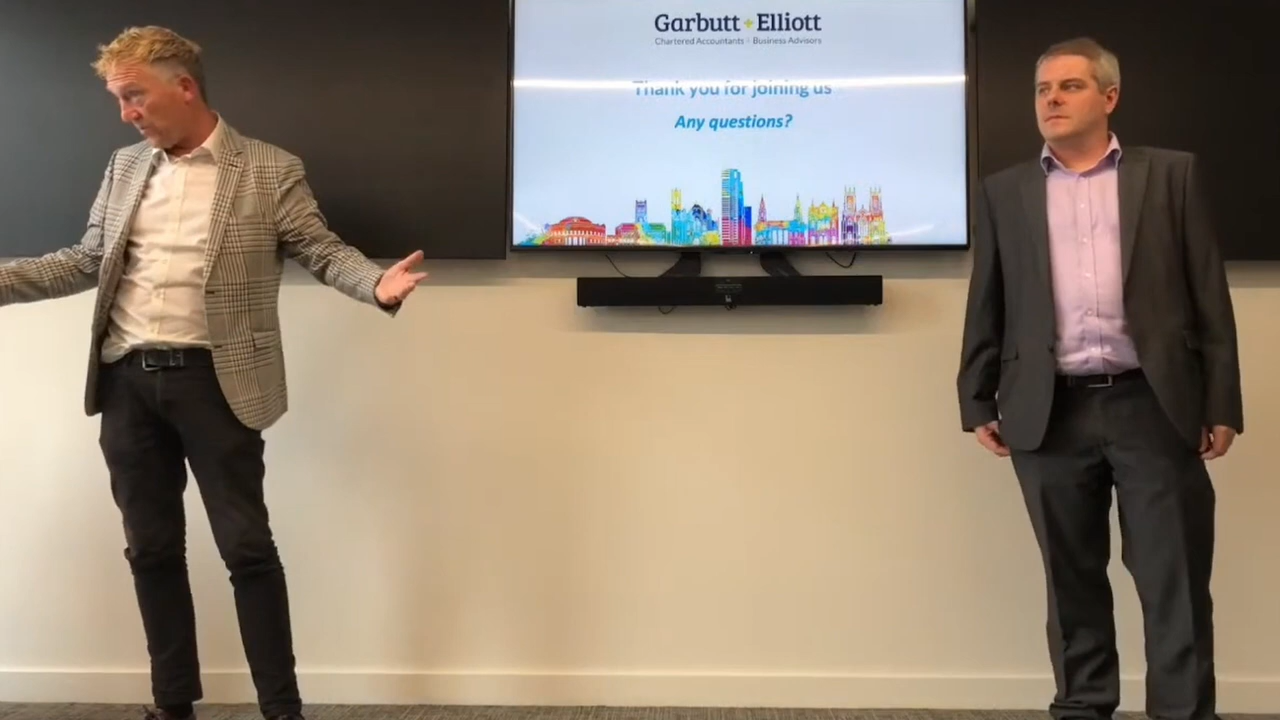 Garbutt + Elliott
Chartered Accountants + Business Advisors
Thank you for joining us
Any questions?